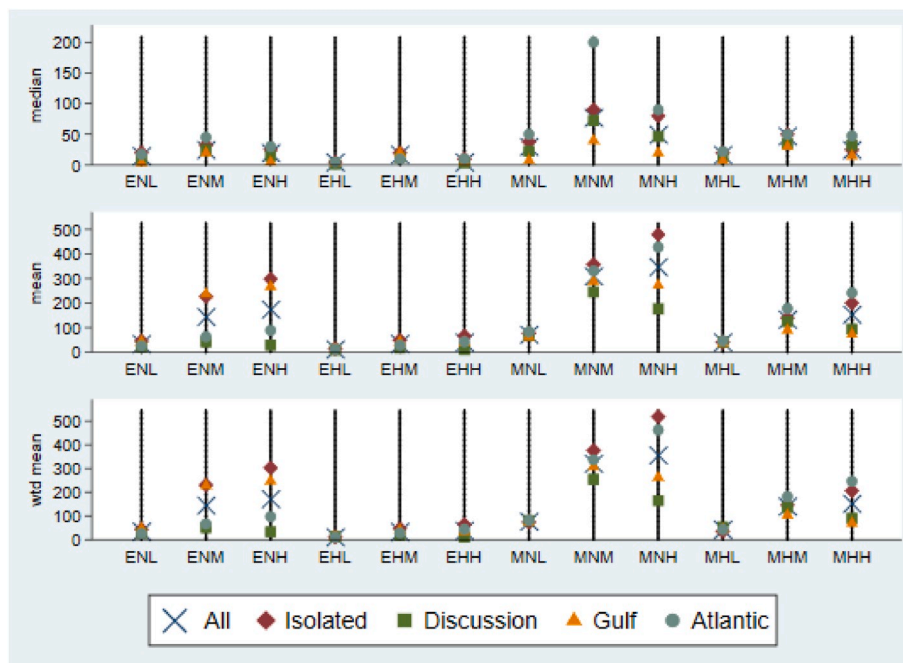 median
200
150
100
50
0
ENL ENM ENH EHL EHM EHH MNL MNM MNH MHL MHM MHH
mean
500
400
300
200
100
0
ENL ENM ENH EHL EHM EHH MNL MNM MNH MHL MHM MHH
wtd mean
500
400
300
200
100
0
ENL ENM ENH EHL EHM EHH MNL MNM MNH MHL MHM MHH
All Isolated Discussion Gulf Atlantic